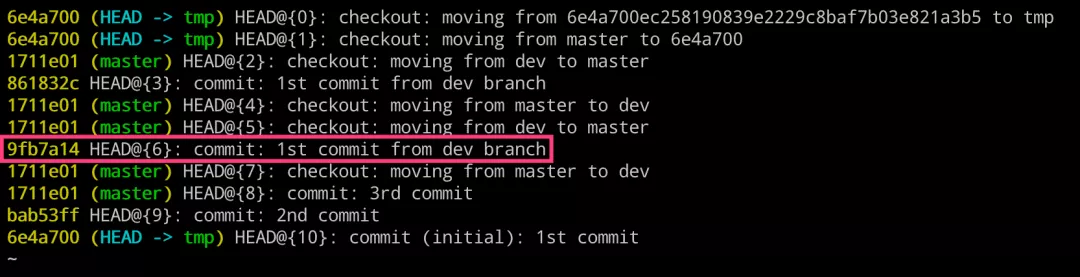 6e4a700 (HEAD -> tmp) HEAD@{0}: checkout: moving from 6e4a700ec258190839e2229c8baf7b03e821a3b5 to tmp
6e4a700 (HEAD -> tmp) HEAD@{1}: checkout: moving from master to 6e4a700
1711e01 (master) HEAD@{2}: checkout: moving from dev to master
861832c HEAD@{3}: commit: 1st commit from dev branch
1711e01 (master) HEAD@{4}: checkout: moving from master to dev
1711e01 (master) HEAD@{5}: checkout: moving from dev to master
9fb7a14 HEAD@{6}: commit: 1st commit from dev branch
1711e01 (master) HEAD@{7}: checkout: moving from master to dev
1711e01 (master) HEAD@{8}: commit: 3rd commit
bab53ff HEAD@{9}: commit: 2nd commit
6e4a700 (HEAD -> tmp) HEAD@{10}: commit (initial): 1st commit
~